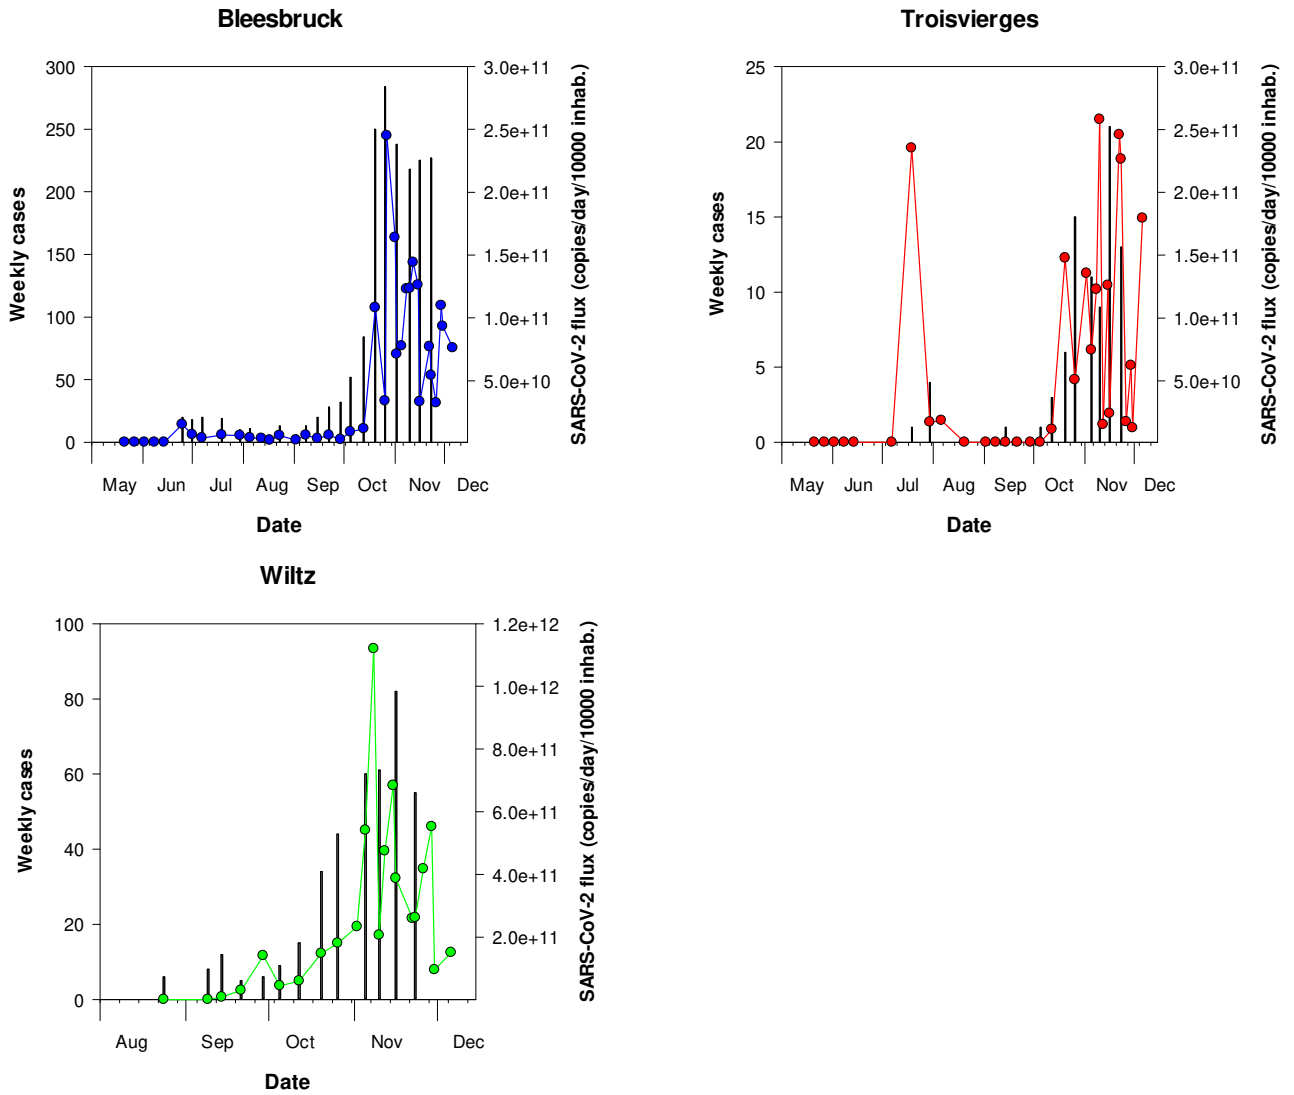 Bleesbruck
300
250
200
150
100
50
0
Weekly cases
3.0e+11
2.5e+11
2.0e+11
1.5e+11
1.0e+11
5.0e+10
SARS-CoV-2 flux (copies/day/10000 inhab.)
May Jun Jul Aug Sep Oct Nov Dec
Date
Troisvierges
25
20
15
10
5
0
Weekly cases
3.0e+11
2.5e+11
2.0e+11
1.5e+11
1.0e+11
5.0e+10
SARS-CoV-2 flux (copies/day/10000 inhab.)
May Jun Jul Aug Sep Oct Nov Dec
Date
Wiltz
100
80
60
40
20
0
Weekly cases
1.2e+12
1.0e+12
8.0e+11
6.0e+11
4.0e+11
2.0e+11
SARS-CoV-2 flux (copies/day/10000 inhab.)
Aug Sep Oct Nov Dec
Date